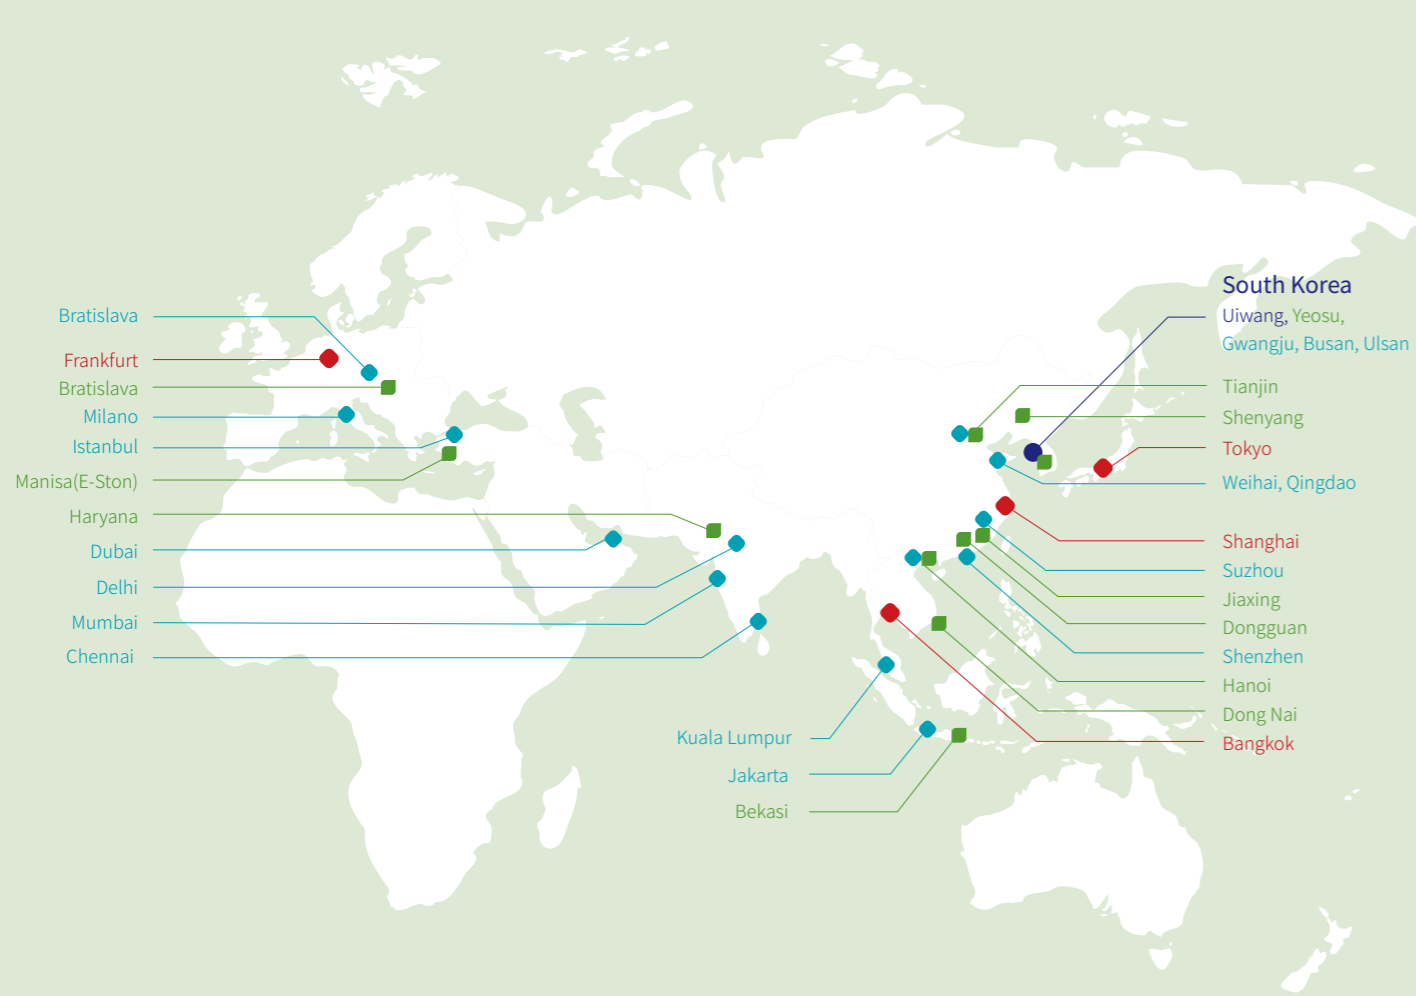 Bratislava
Frankfurt
Bratislava
Milano
Istanbul
Manisa(E-Ston)
Haryana
Dubai
Delhi
Mumbai
Chennai
Kuala Lumpur
Jakarta
Bekasi
South Korea
Uiwang, Yeosu,
Gwangju, Busan, Ulsan
Tianjin
Shenyang
Tokyo
Weihai, Qingdao
Shanghai
Suzhou
Jiaxing
Dongguan
Shenzhen
Hanoi
Dong Nai
Bangkok